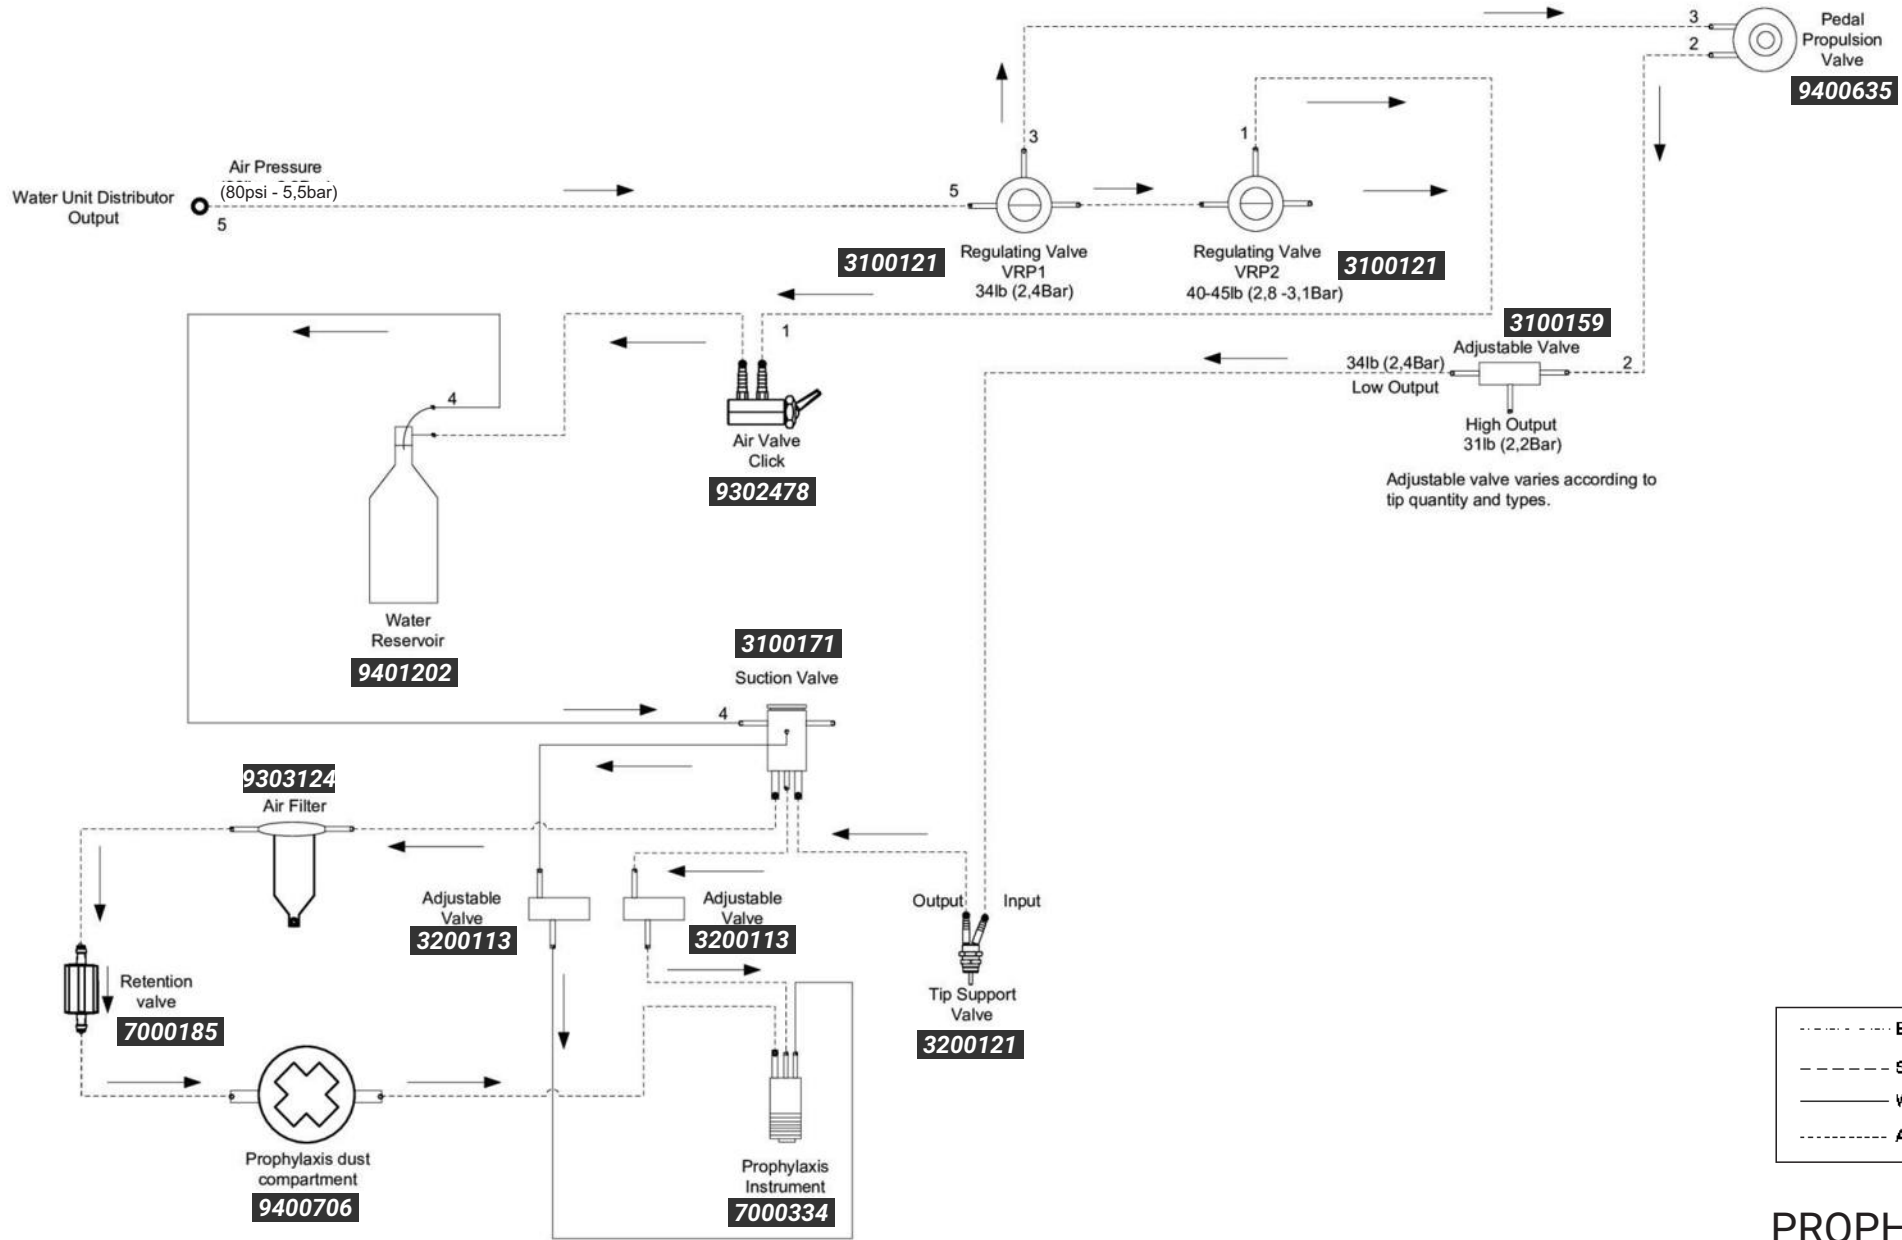 3
Pedal
Propulsion
Valve
2
9400635
3
1
Air Pressure
(80psi - 5,5bar)
Water Unit Distributor
Output
5
5
Regulating Valve
VRP1
34lb (2,4Bar)
3100121
Regulating Valve
VRP2
40-45lb (2,8 -3,1Bar)
3100121
1
3100159
Adjustable Valve
34lb (2,4Bar)
Low Output
2
High Output
31lb (2,2Bar)
Adjustable valve varies according to
tip quantity and types.
4
Air Valve
Click
9302478
Water
Reservoir
9401202
3100171
Suction Valve
4
9303124
Air Filter
Adjustable
Valve
3200113
Adjustable
Valve
3200113
Output
Input
Tip Support
Valve
3200121
Retention
valve
7000185
Prophylaxis dust
compartment
9400706
Prophylaxis
Instrument
7000334
PROPH